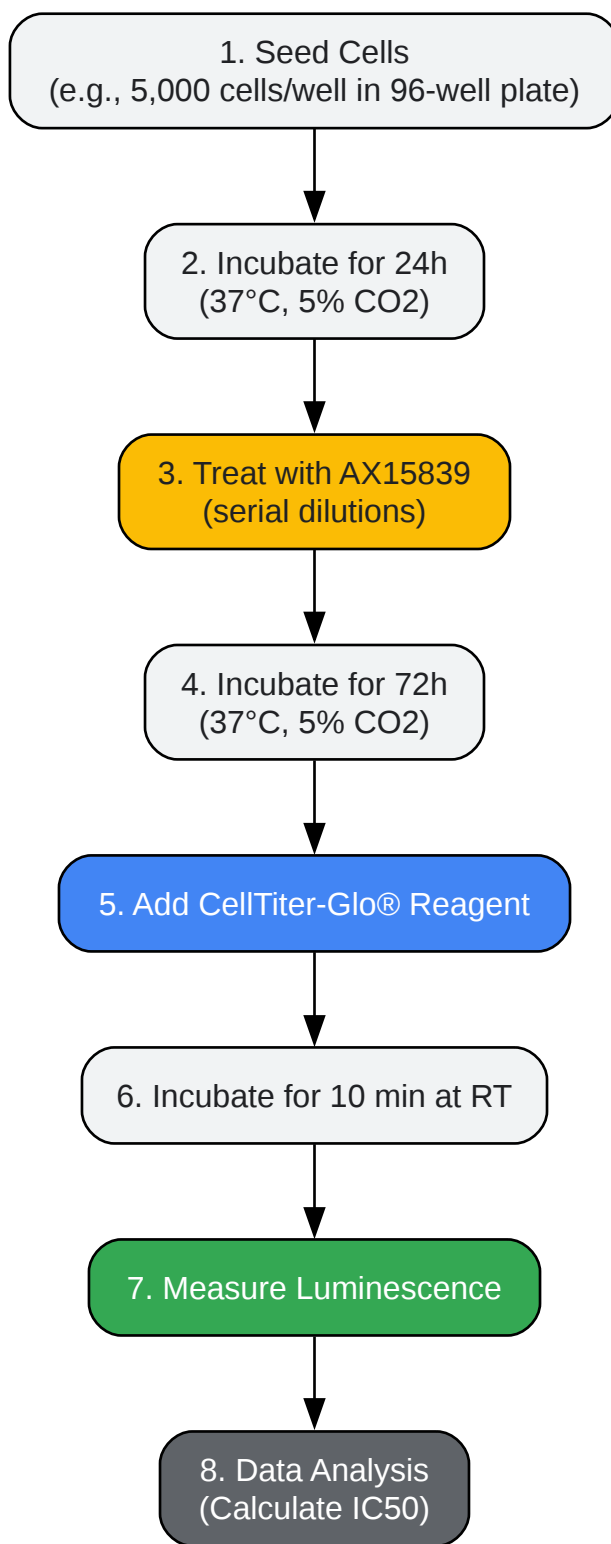 1. Seed Cells
(e.g., 5,000 cells/well in 96-well plate)
2. Incubate for 24h
(37°C, 5% CO2)
3. Treat with AX15839
(serial dilutions)
4. Incubate for 72h
(37°C, 5% CO2)
5. Add CellTiter-Glo® Reagent
6. Incubate for 10 min at RT
7. Measure Luminescence
8. Data Analysis
(Calculate IC50)